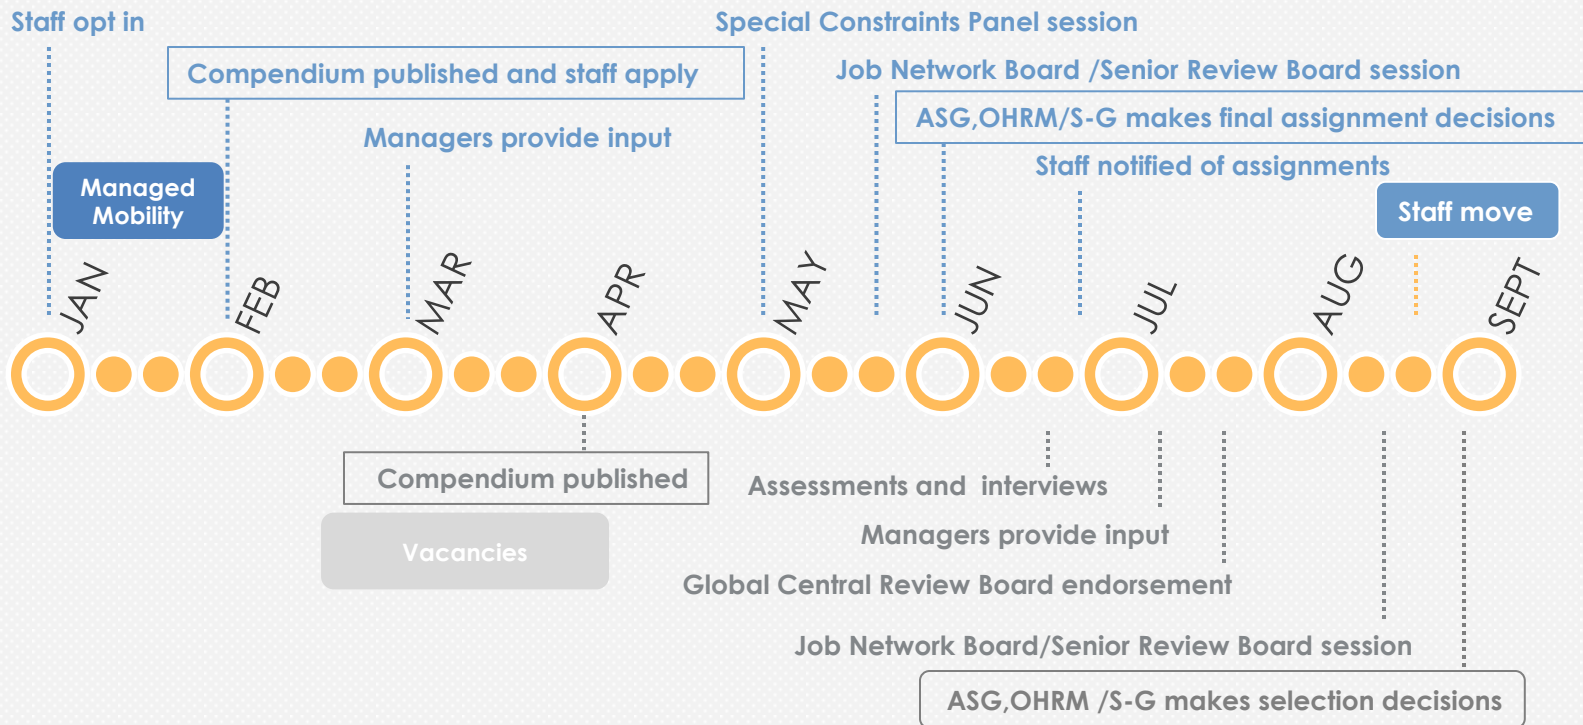 Staff opt in
Special Constraints Panel session
Compendium published and staff apply
Job Network Board /Senior Review Board session
ASG,OHRM/S-G makes final assignment decisions
Managers provide input
Staff notified of assignments
Managed
Mobility
Staff move
JAN
FEB
MAR
APR
MAY
JUN
JUL
AUG
SEPT
Compendium published
Assessments and interviews
Managers provide input
Vacancies
Global Central Review Board endorsement
Job Network Board/Senior Review Board session
ASG,OHRM /S-G makes selection decisions